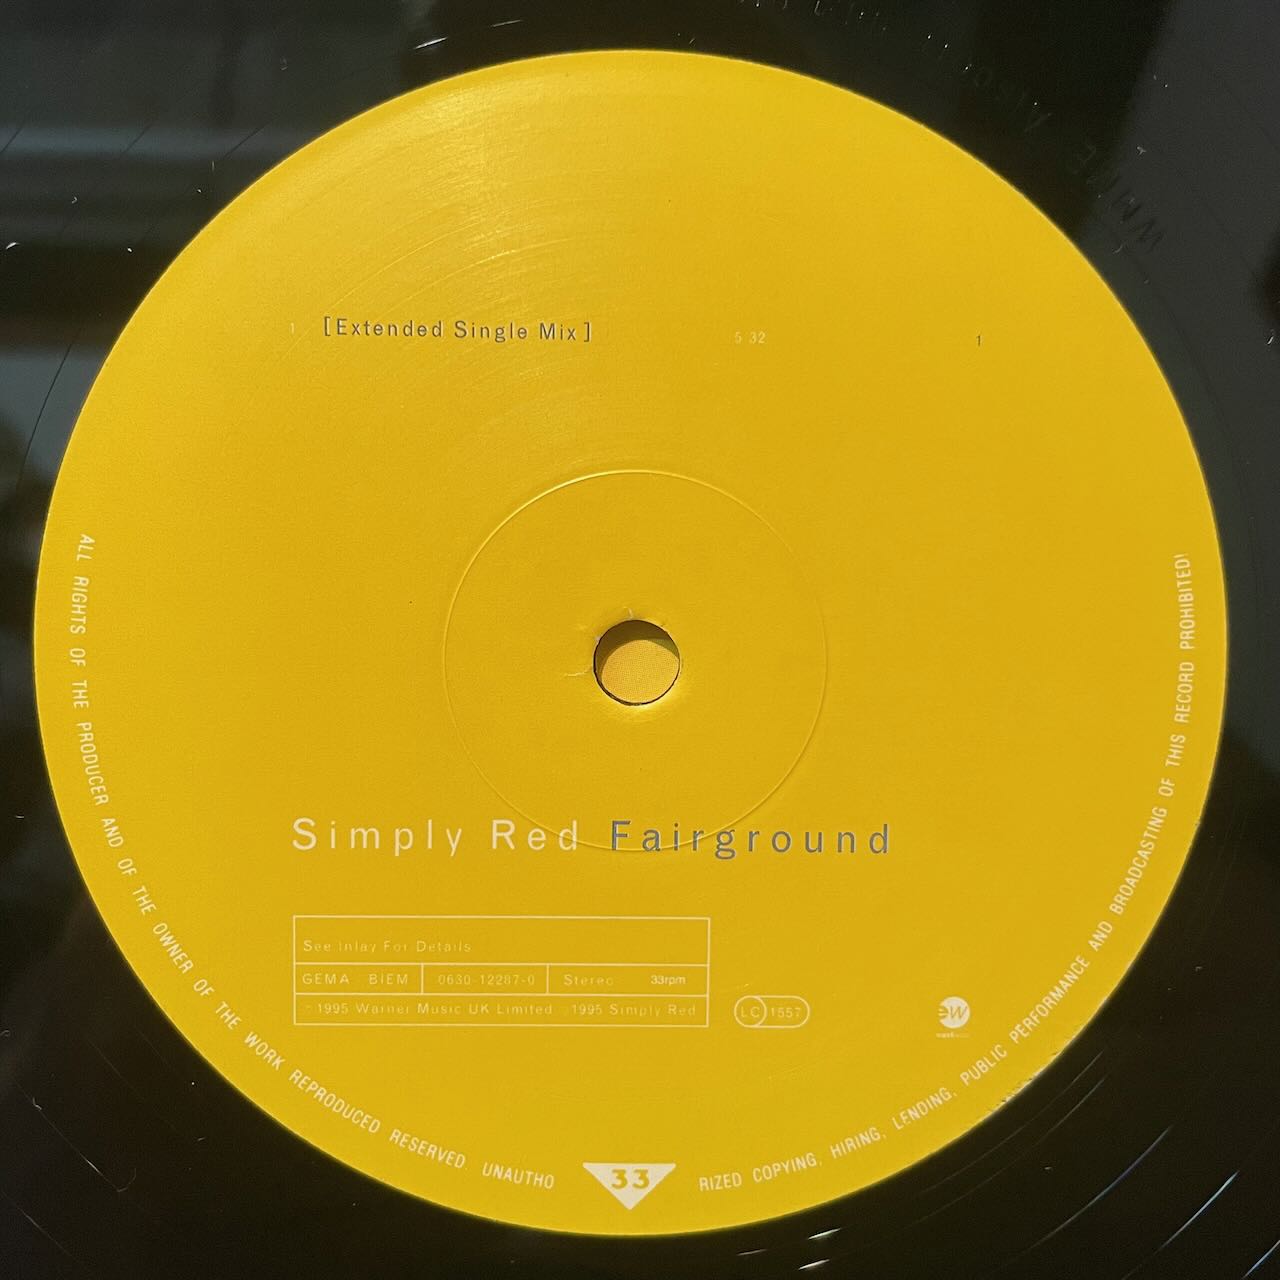 1 [Extended Single Mix] 5 32 1
Simply Red Fairground
See Inlay For Details
GEMA BIEM 0630-12287-0 Stereo 33rpm
1995 Warner Music UK Limited 1995 Simply Red
LC 1557
ew
ALL RIGHTS OF THE PRODUCER AND OF THE OWNER OF THE WORK REPRODUCED RESERVED. UNAUTHO 33 RIZED COPYING, HIRING, LENDING, PUBLIC PERFORMANCE AND BROADCASTING OF THIS RECORD PROHIBITED!